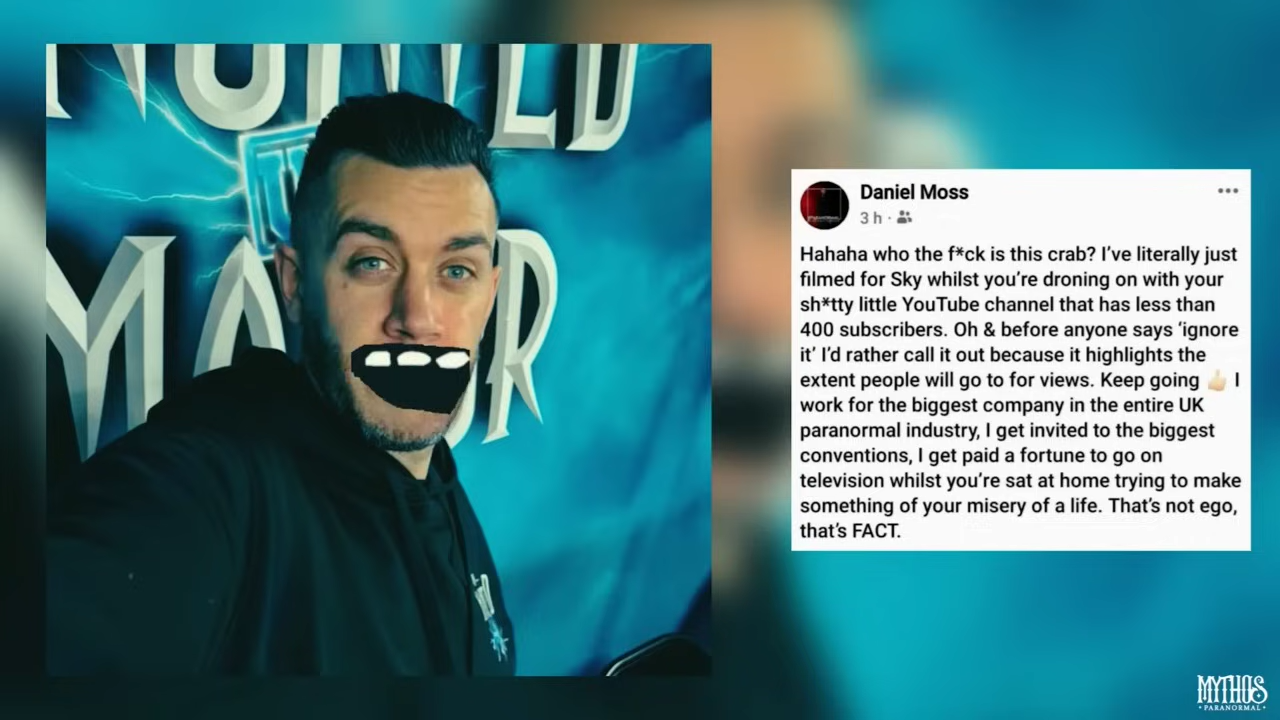 Daniel Moss
3 h
Hahaha who the f*ck is this crab? I've literally just
filmed for Sky whilst you're droning on with your
sh*tty little YouTube channel that has less than
400 subscribers. Oh & before anyone says 'ignore
it' I'd rather call it out because it highlights the
extent people will go to for views. Keep going 👍🏻 I
work for the biggest company in the entire UK
paranormal industry, I get invited to the biggest
conventions, I get paid a fortune to go on
television whilst you're sat at home trying to make
something of your misery of a life. That's not ego,
that's FACT.
MYTHOS
PARANORMAL